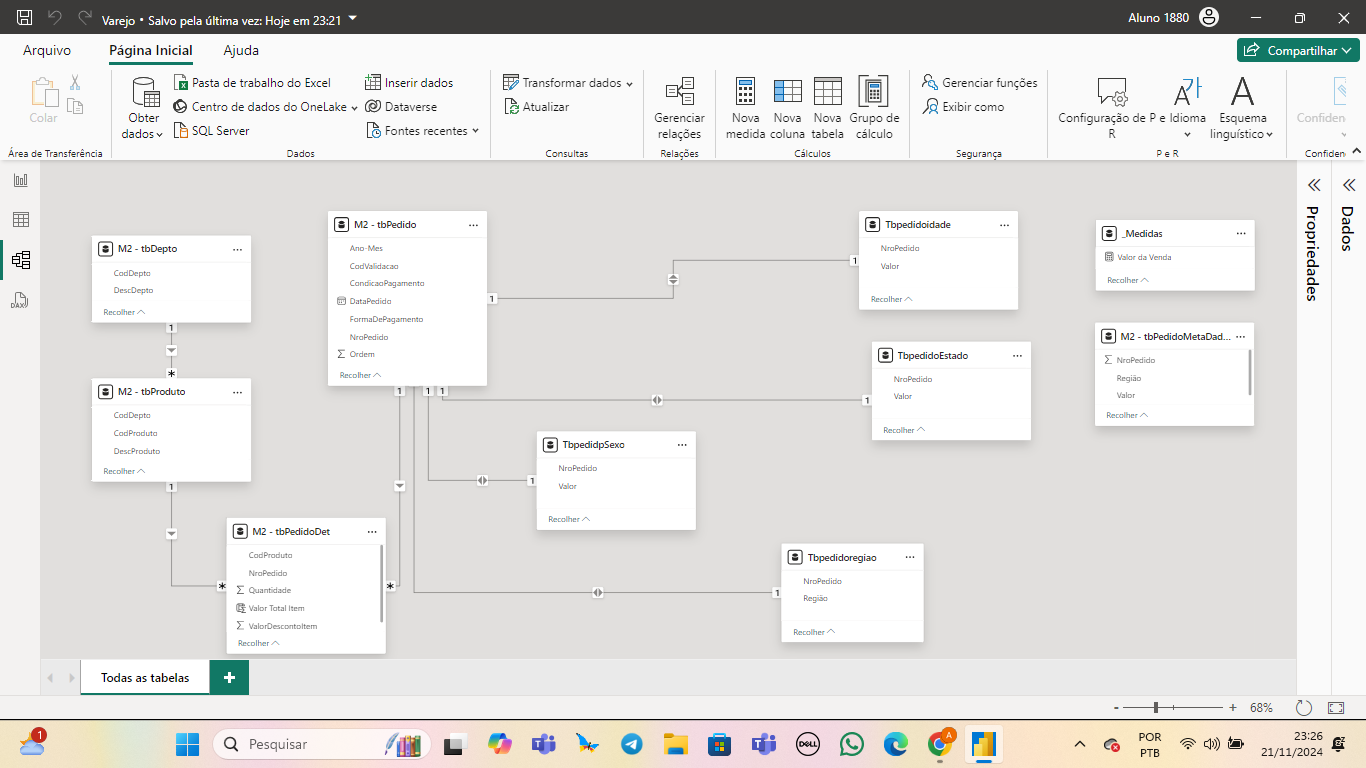 Varejo • Salvo pela última vez: Hoje em 23:21
Aluno 1880
Arquivo
Página Inicial
Ajuda
Compartilhar
Colar
Obter dados
Pasta de trabalho do Excel
Centro de dados do OneLake
SQL Server
Inserir dados
Dataverse
Fontes recentes
Transformar dados
Atualizar
Gerenciar relações
Nova medida
Nova coluna
Nova tabela
Grupo de cálculo
Gerenciar funções
Exibir como
Configuração de P e R
Idioma
Esquema linguístico
Confiden
Área de Transferência
Dados
Consultas
Relações
Cálculos
Segurança
P e R
Confiden
M2 - tbDepto
CodDepto
DescDepto
Recolher
1
*
M2 - tbProduto
CodDepto
CodProduto
DescProduto
Recolher
1
*
M2 - tbPedidoDet
CodProduto
NroPedido
Quantidade
Valor Total Item
ValorDescontoItem
Recolher
*
M2 - tbPedido
Ano-Mes
CodValidacao
CondicaoPagamento
DataPedido
FormaDePagamento
NroPedido
Ordem
Recolher
1
1
1
1
Tbpedidoidade
NroPedido
Valor
Recolher
1
TbpedidoEstado
NroPedido
Valor
Recolher
1
TbpedidpSexo
NroPedido
Valor
Recolher
1
Tbpedidoregiao
NroPedido
Região
Recolher
1
_Medidas
Valor da Venda
Recolher
M2 - tbPedidoMetaDad...
NroPedido
Região
Valor
Recolher
Propriedades
Dados
Todas as tabelas
+
- + 68%
1
Pesquisar
DELL
A
POR
PTB
23:26
21/11/2024